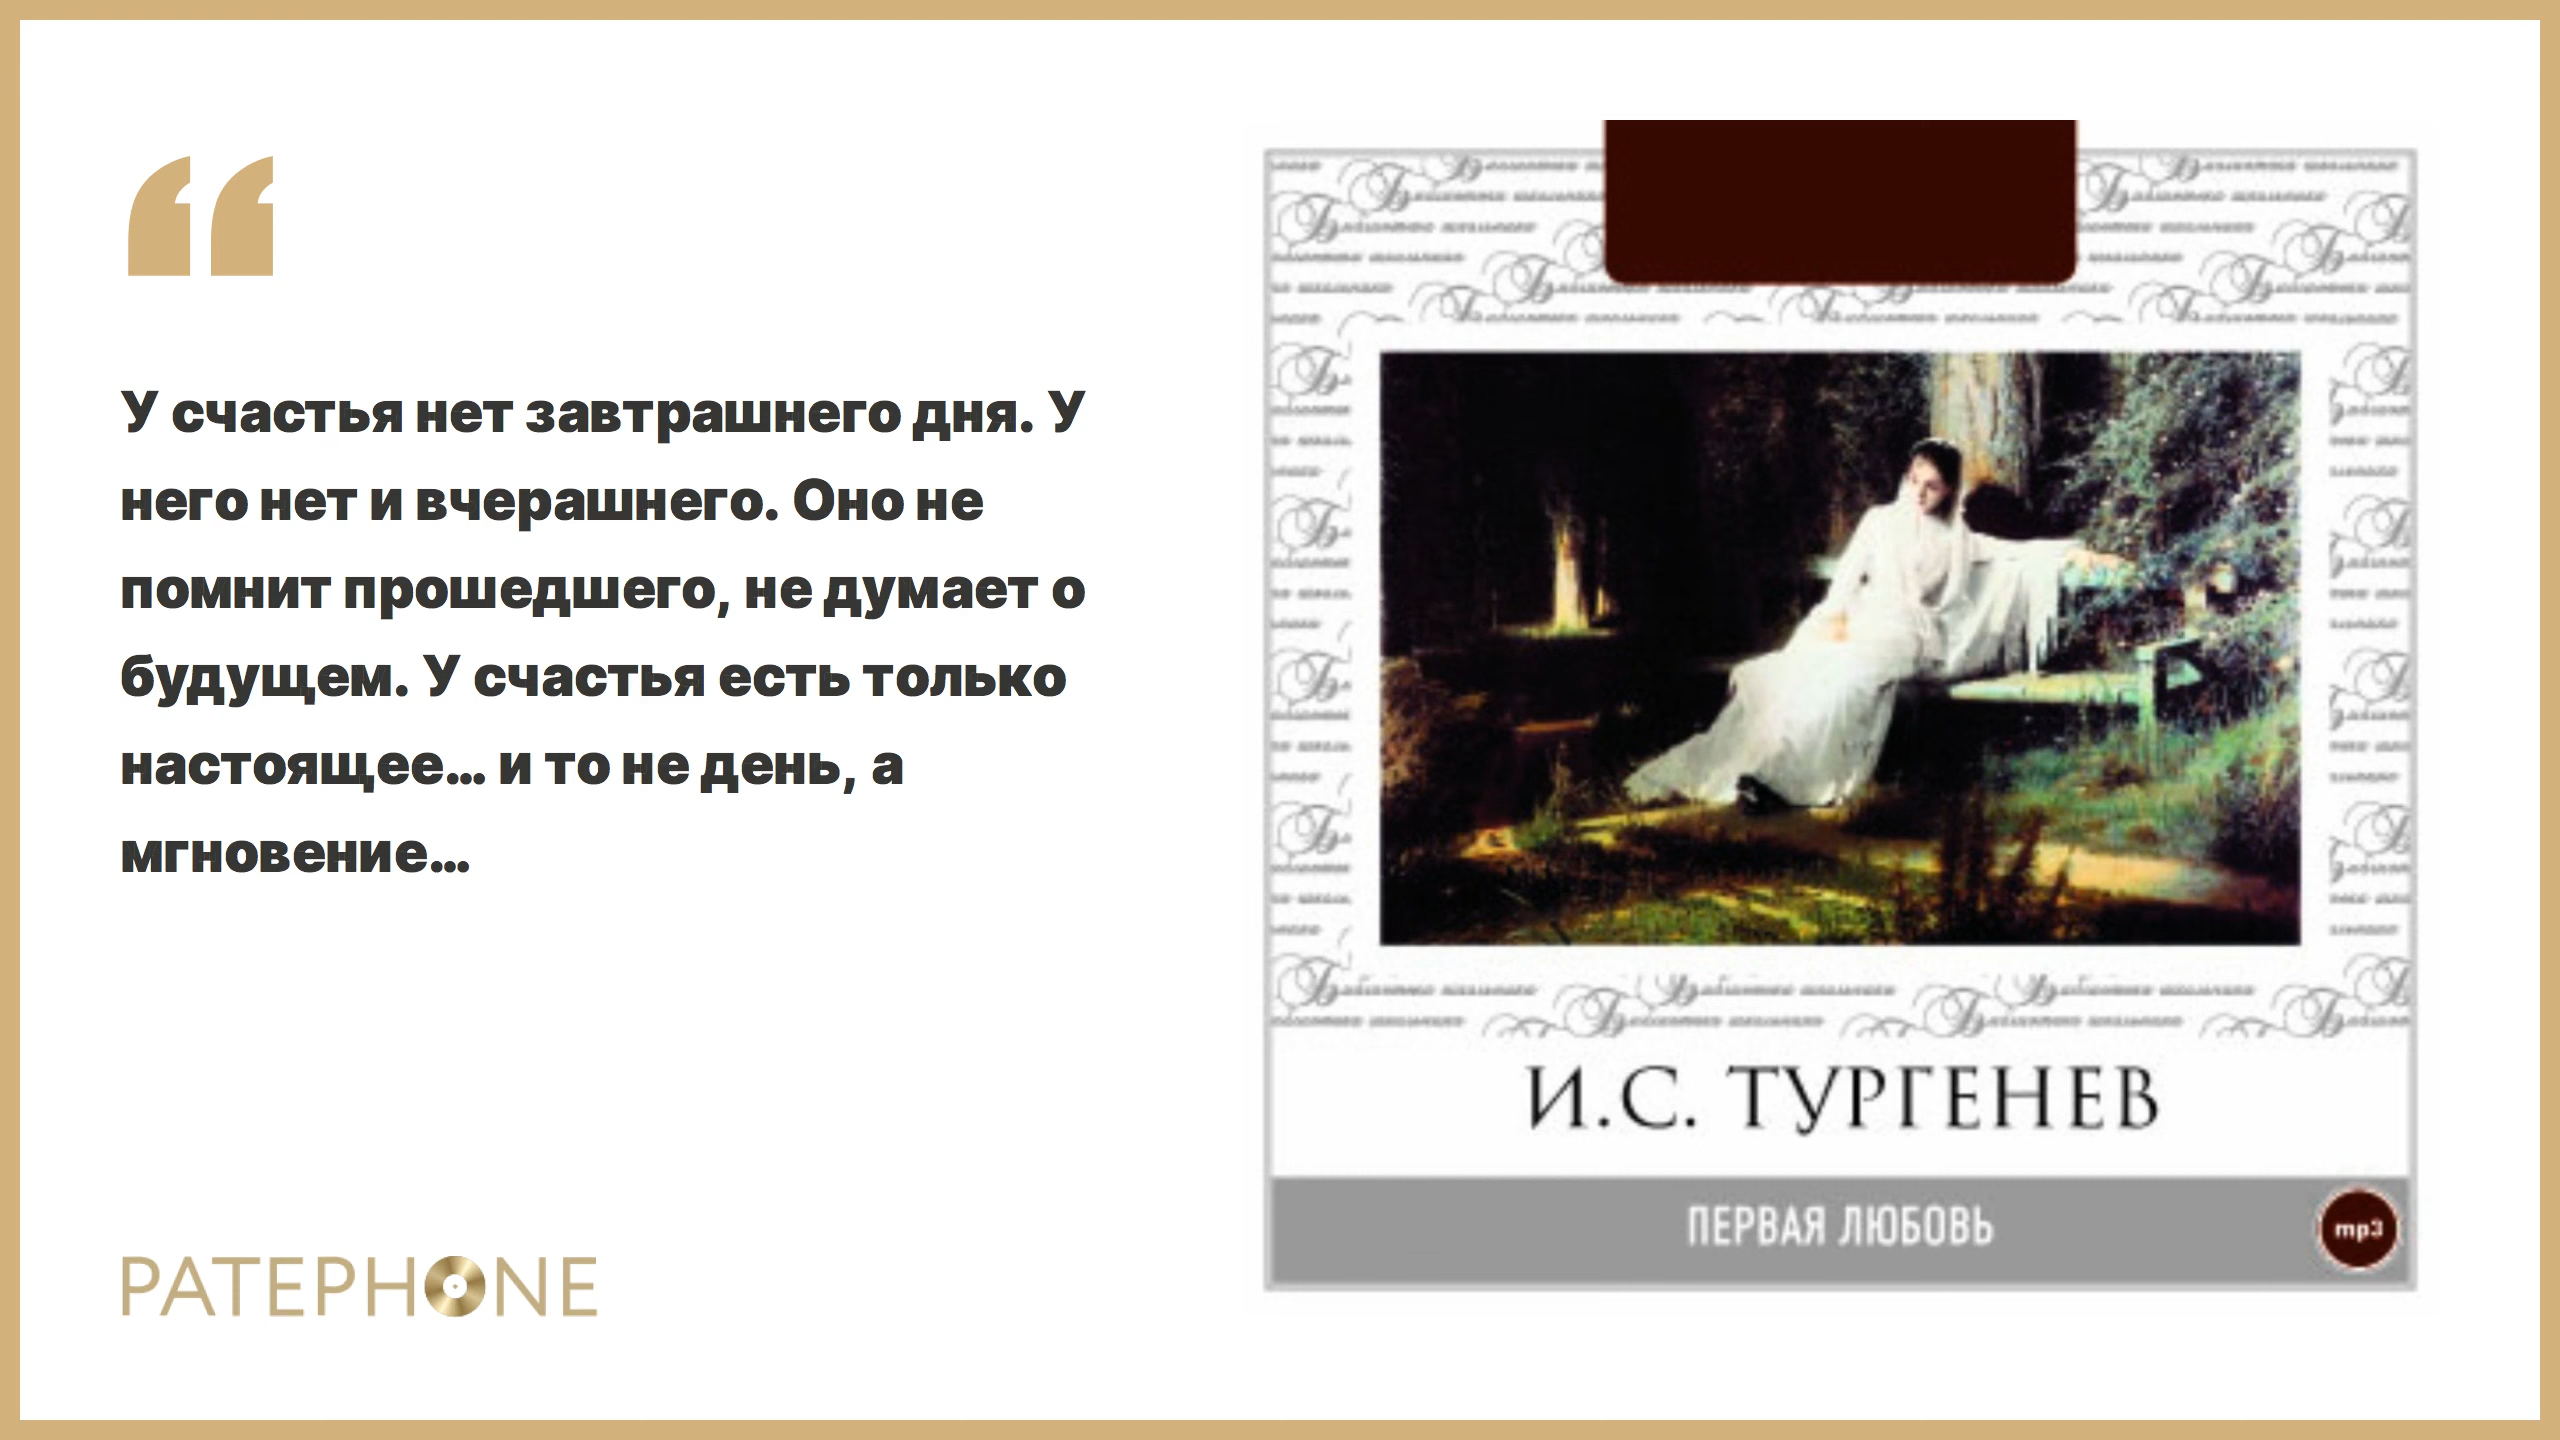 У счастья нет завтрашнего дня. У
него нет и вчерашнего. Оно не
помнит прошедшего, не думает о
будущем. У счастья есть только
настоящее... и то не день, а
мгновение...
PATEPHONE
И.С. ТУРГЕНЕВ
ПЕРВАЯ ЛЮБОВЬ
mp3